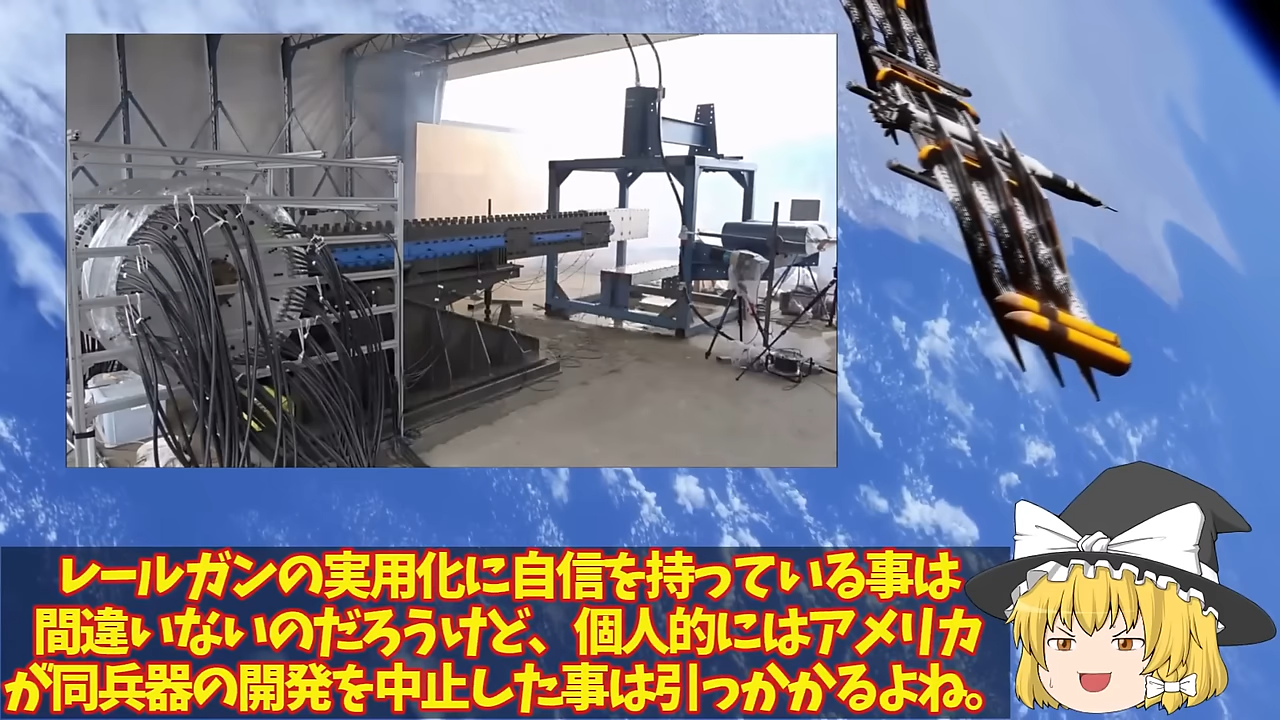 レールガンの実用化に自信を持っている事は
間違いないのだろうけど、個人的にはアメリカ
が同兵器の開発を中止した事は引っかかるよね。